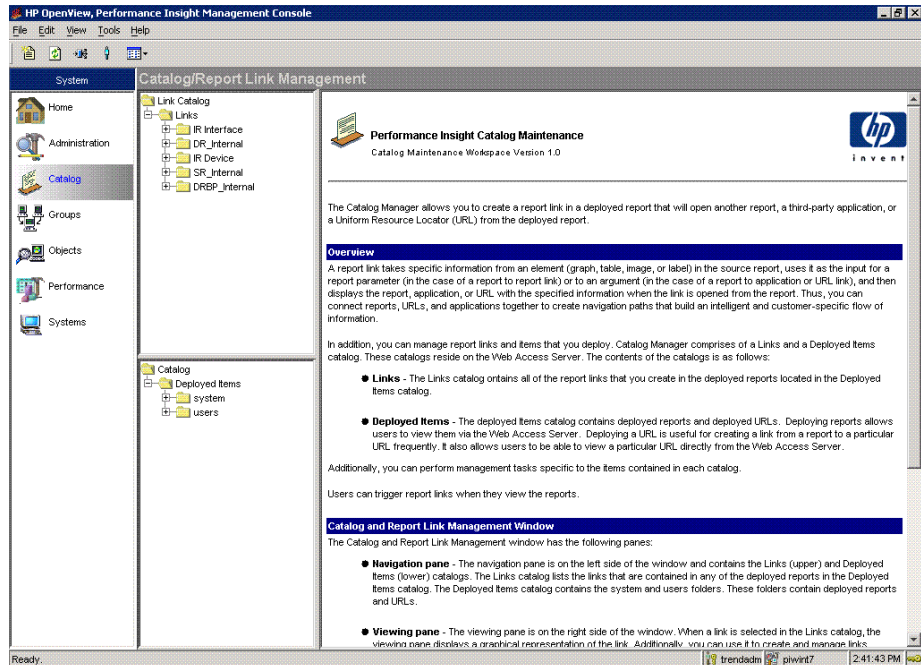 HP OpenView, Performance Insight Management Console
File Edit View Tools Help
System
Catalog/Report Link Management
Home
Administration
Catalog
Groups
Objects
Performance
Systems
Link Catalog
Links
IR Interface
DR_Internal
IR Device
SR_Internal
DRBP_Internal
Catalog
Deployed Items
system
users
Performance Insight Catalog Maintenance
Catalog Maintenance Workspace Version 1.0
hp
invent
The Catalog Manager allows you to create a report link in a deployed report that will open another report, a third-party application, or
a Uniform Resource Locator (URL) from the deployed report.
Overview
A report link takes specific information from an element (graph, table, image, or label) in the source report, uses it as the input for a
report parameter (in the case of a report to report link) or to an argument (in the case of a report to application or URL link), and then
displays the report, application, or URL with the specified information when the link is opened from the report. Thus, you can
connect reports, URLs, and applications together to create navigation paths that build an intelligent and customer-specific flow of
information.
In addition, you can manage report links and items that you deploy. Catalog Manager comprises of a Links and a Deployed Items
catalog. These catalogs reside on the Web Access Server. The contents of the catalogs is as follows:
● Links - The Links catalog ontains all of the report links that you create in the deployed reports located in the Deployed
Items catalog.
● Deployed Items - The deployed Items catalog contains deployed reports and deployed URLs. Deploying reports allows
users to view them via the Web Access Server. Deploying a URL is useful for creating a link from a report to a particular
URL frequently. It also allows users to be able to view a particular URL directly from the Web Access Server.
Additionally, you can perform management tasks specific to the items contained in each catalog.
Users can trigger report links when they view the reports.
Catalog and Report Link Management Window
The Catalog and Report Link Management window has the following panes:
● Navigation pane - The navigation pane is on the left side of the window and contains the Links (upper) and Deployed
Items (lower) catalogs. The Links catalog lists the links that are contained in any of the deployed reports in the Deployed
Items catalog. The Deployed Items catalog contains the system and users folders. These folders contain deployed reports
and URLs.
● Viewing pane - The viewing pane is on the right side of the window. When a link is selected in the Links catalog, the
viewing pane displays a graphical representation of the link. Additionally, you can use it to create and manage links
Ready.
trendadm
piwint7
2:41:43 PM